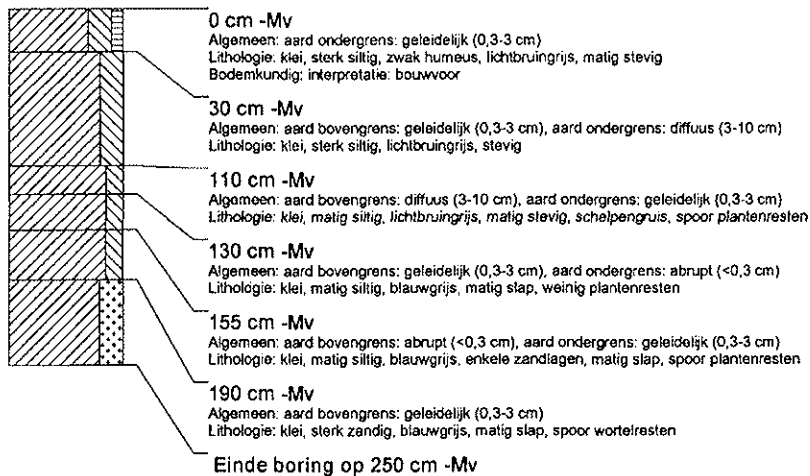 0 cm -Mv
Algemeen: aard ondergrens: geleidelijk (0,3-3 cm)
Lithologie: klei, sterk siltig, zwak humeus, lichtbruingrijs, matig stevig
Bodemkundig: interpretatie: bouwvoor
30 cm -Mv
Algemeen: aard bovengrens: geleidelijk (0,3-3 cm), aard ondergrens: diffuus (3-10 cm)
Lithologie: klei, sterk siltig, lichtbruingrijs, stevig
110 cm -Mv
Algemeen: aard bovengrens: diffuus (3-10 cm), aard ondergrens: geleidelijk (0,3-3 cm)
Lithologie: klei, matig siltig, lichtbruingrijs, matig stevig, schelpengruis, spoor plantenresten
130 cm -Mv
Algemeen: aard bovengrens: geleidelijk (0,3-3 cm), aard ondergrens: abrupt (<0,3 cm)
Lithologie: klei, matig siltig, blauwgrijs, matig slap, weinig plantenresten
155 cm -Mv
Algemeen: aard bovengrens: abrupt (<0,3 cm), aard ondergrens: geleidelijk (0,3-3 cm)
Lithologie: klei, matig siltig, blauwgrijs, enkele zandlagen, matig slap, spoor plantenresten
190 cm -Mv
Algemeen: aard bovengrens: geleidelijk (0,3-3 cm)
Lithologie: klei, sterk zandig, blauwgrijs, matig slap, spoor wortelresten
Einde boring op 250 cm -Mv